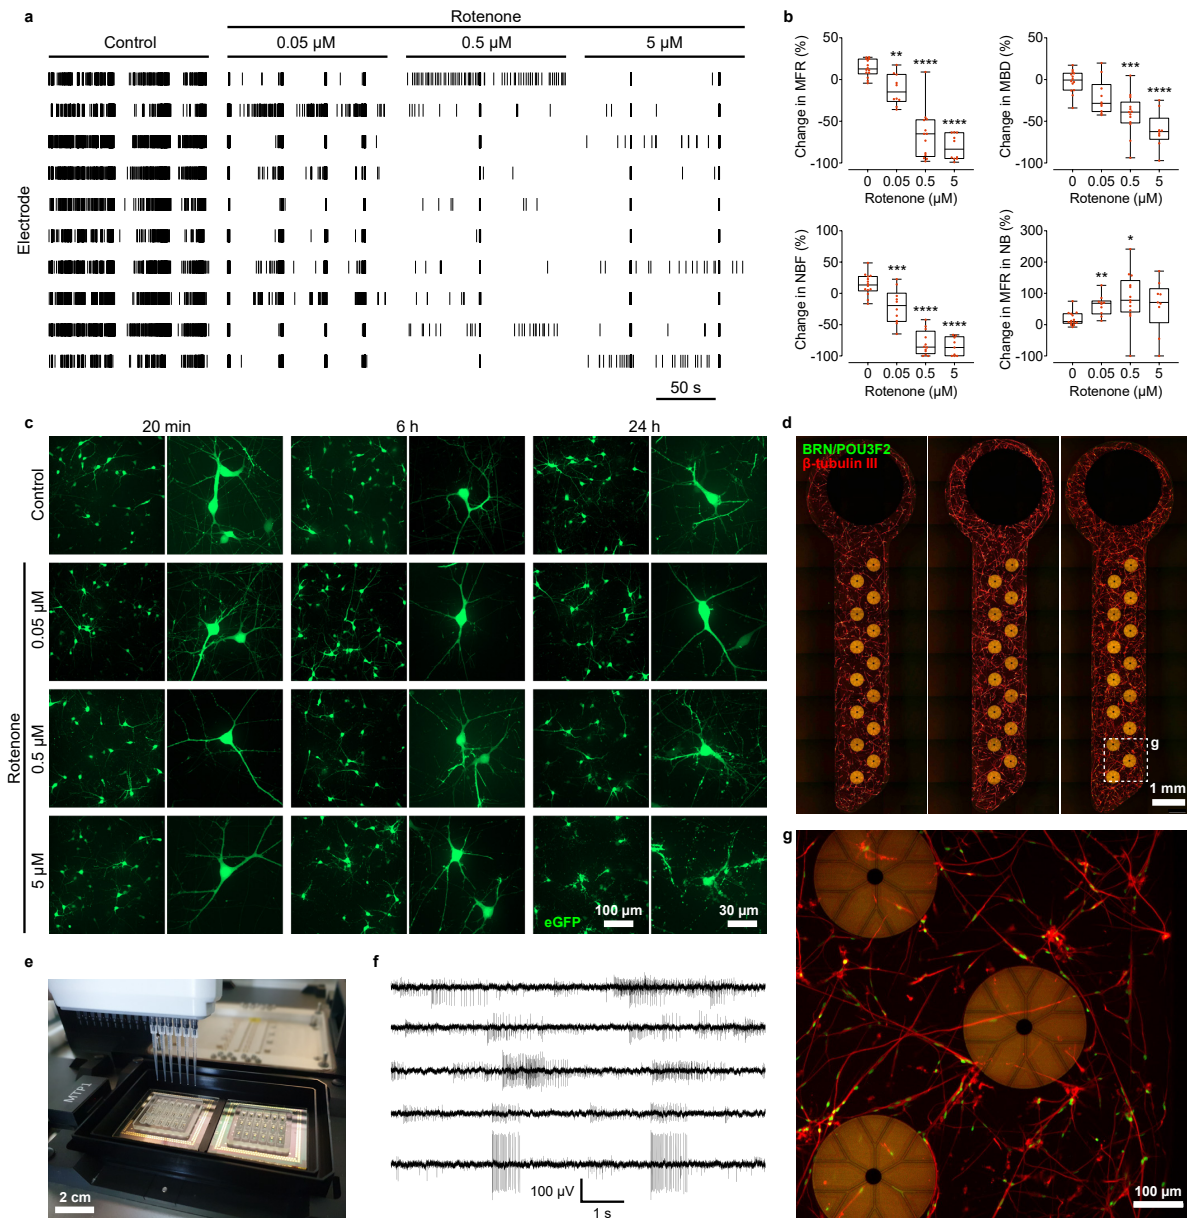 a
Rotenone
Control
0.05 µM
0.5 µM
5 µM
Electrode
50 s
b
Change in MFR (%)
50
0
-50
-100
0
0.05
0.5
5
Rotenone (µM)
**
****
****
Change in MBD (%)
50
0
-50
-100
0
0.05
0.5
5
Rotenone (µM)
***
****
Change in NBF (%)
100
50
0
-50
-100
0
0.05
0.5
5
Rotenone (µM)
***
****
****
Change in MFR in NB (%)
300
200
100
0
-100
0
0.05
0.5
5
Rotenone (µM)
**
*
c
20 min
6 h
24 h
Control
Rotenone
0.05 µM
0.5 µM
5 µM
eGFP
100 µm
30 µm
d
BRN/POU3F2
β-tubulin III
g
1 mm
e
MTP1
2 cm
f
100 µV
1 s
g
100 µm